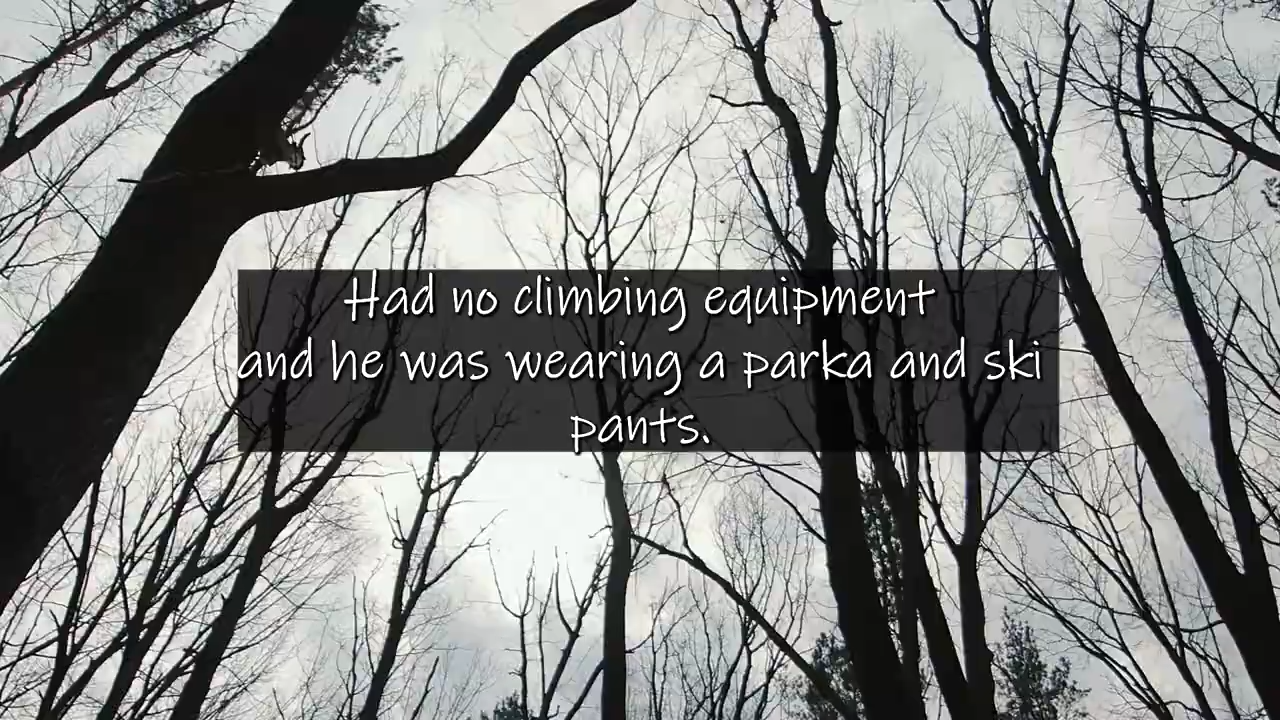 Had no climbing equipment
and he was wearing a parka and ski
pants.